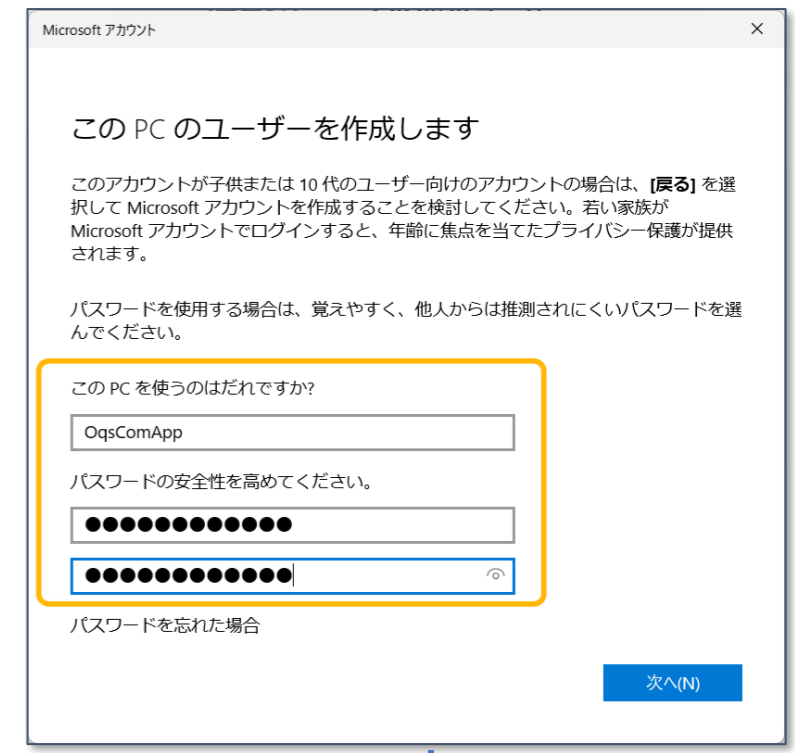 Microsoft アカウント
この PC のユーザーを作成します
このアカウントが子供または 10 代のユーザー向けのアカウントの場合は、[戻る] を選
択して Microsoft アカウントを作成することを検討してください。若い家族が
Microsoft アカウントでログインすると、年齢に焦点を当てたプライバシー保護が提供
されます。
パスワードを使用する場合は、覚えやすく、他人からは推測されにくいパスワードを選
んでください。
この PC を使うのはだれですか?
OqsComApp
パスワードの安全性を高めてください。
●●●●●●●●●●●●
●●●●●●●●●●●●
パスワードを忘れた場合
次へ(N)